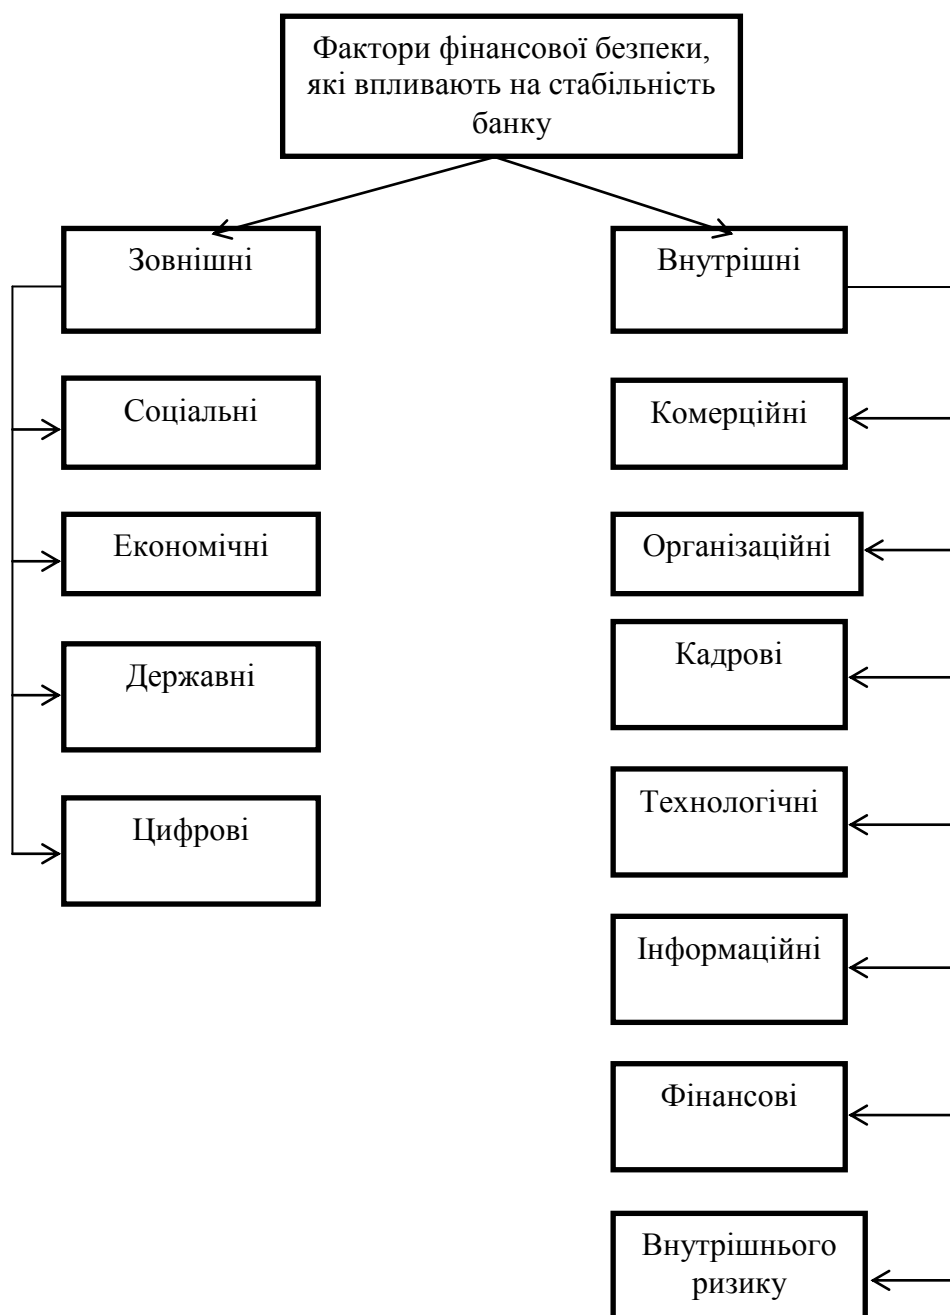 Фактори фінансової безпеки,
які впливають на стабільність
банку
Зовнішні
Соціальні
Економічні
Державні
Цифрові
Внутрішні
Комерційні
Організаційні
Кадрові
Технологічні
Інформаційні
Фінансові
Внутрішнього
ризику